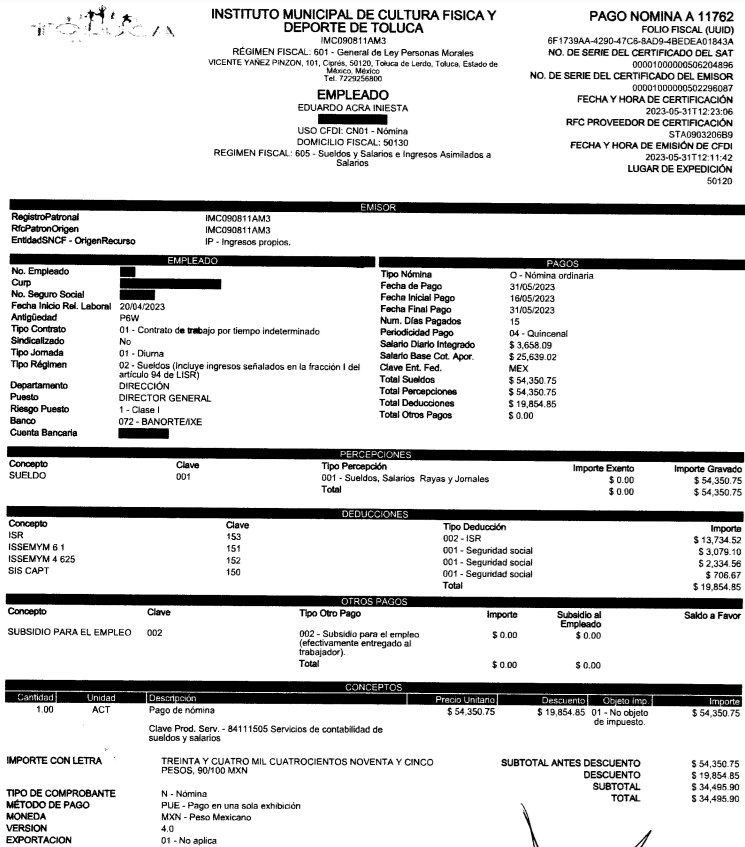 TOLUCA
INSTITUTO MUNICIPAL DE CULTURA FISICA Y
DEPORTE DE TOLUCA
IMC090811AM3
RÉGIMEN FISCAL: 601 - General de Ley Personas Morales
VICENTE YAÑEZ PINZON, 101, Ciprés, 50120, Toluca de Lerdo, Toluca, Estado de
México, México
Tel. 7229256800
EMPLEADO
EDUARDO ACRA INIESTA
USO CFDI: CN01 - Nómina
DOMICILIO FISCAL: 50130
REGIMEN FISCAL: 605 - Sueldos y Salarios e Ingresos Asimilados a
Salarios
PAGO NOMINA A 11762
FOLIO FISCAL (UUID)
6F1739AA-4290-47C6-8AD9-4BEDEA01843A
NO. DE SERIE DEL CERTIFICADO DEL SAT
00001000000506204896
NO. DE SERIE DEL CERTIFICADO DEL EMISOR
00001000000502296087
FECHA Y HORA DE CERTIFICACIÓN
2023-05-31T12:23:06
RFC PROVEEDOR DE CERTIFICACIÓN
STA0903206B9
FECHA Y HORA DE EMISIÓN DE CFDI
2023-05-31T12:11:42
LUGAR DE EXPEDICIÓN
50120
EMISOR
RegistroPatronal IMC090811AM3
RfcPatronOrigen IMC090811AM3
EntidadSNCF - OrigenRecurso IP - Ingresos propios.
EMPLEADO
No. Empleado
Curp
No. Seguro Social
Fecha Inicio Rel. Laboral 20/04/2023
Antigüedad P6W
Tipo Contrato 01 - Contrato de trabajo por tiempo indeterminado
Sindicalizado No
Tipo Jornada 01 - Diurna
Tipo Régimen 02 - Sueldos (Incluye ingresos señalados en la fracción I del
artículo 94 de LISR)
Departamento DIRECCIÓN
Puesto DIRECTOR GENERAL
Riesgo Puesto 1 - Clase I
Banco 072 - BANORTE/IXE
Cuenta Bancaria
PAGOS
Tipo Nómina O - Nómina ordinaria
Fecha de Pago 31/05/2023
Fecha Inicial Pago 16/05/2023
Fecha Final Pago 31/05/2023
Num. Días Pagados 15
Periodicidad Pago 04 - Quincenal
Salario Diario Integrado $ 3,658.09
Salario Base Cot. Apor. $ 25,639.02
Clave Ent. Fed. MEX
Total Sueldos $ 54,350.75
Total Percepciones $ 54,350.75
Total Deducciones $ 19,854.85
Total Otros Pagos $ 0.00
PERCEPCIONES
Concepto Clave Tipo Percepción Importe Exento Importe Gravado
SUELDO 001 001 - Sueldos, Salarios Rayas y Jornales $ 0.00 $ 54,350.75
Total $ 0.00 $ 54,350.75
DEDUCCIONES
Concepto Clave Tipo Deducción Importe
ISR 153 002 - ISR $ 13,734.52
ISSEMYM 6 1 151 001 - Seguridad social $ 3,079.10
ISSEMYM 4 625 152 001 - Seguridad social $ 2,334.56
SIS CAPT 150 001 - Seguridad social $ 706.67
Total $ 19,854.85
OTROS PAGOS
Concepto Clave Tipo Otro Pago Importe Subsidio al Saldo a Favor
Empleado
SUBSIDIO PARA EL EMPLEO 002 002 - Subsidio para el empleo $ 0.00 $ 0.00
(efectivamente entregado al
trabajador).
Total $ 0.00 $ 0.00
CONCEPTOS
Cantidad Unidad Descripción Precio Unitario Descuento Objeto Imp. Importe
1.00 ACT Pago de nómina $ 54,350.75 $ 19,854.85 01 - No objeto $ 54,350.75
de impuesto.
Clave Prod. Serv. - 84111505 Servicios de contabilidad de
sueldos y salarios
IMPORTE CON LETRA TREINTA Y CUATRO MIL CUATROCIENTOS NOVENTA Y CINCO
PESOS, 90/100 MXN
SUBTOTAL ANTES DESCUENTO $ 54,350.75
DESCUENTO $ 19,854.85
SUBTOTAL $ 34,495.90
TOTAL $ 34,495.90
TIPO DE COMPROBANTE N - Nómina
MÉTODO DE PAGO PUE - Pago en una sola exhibición
MONEDA MXN - Peso Mexicano
VERSION 4.0
EXPORTACION 01 - No aplica